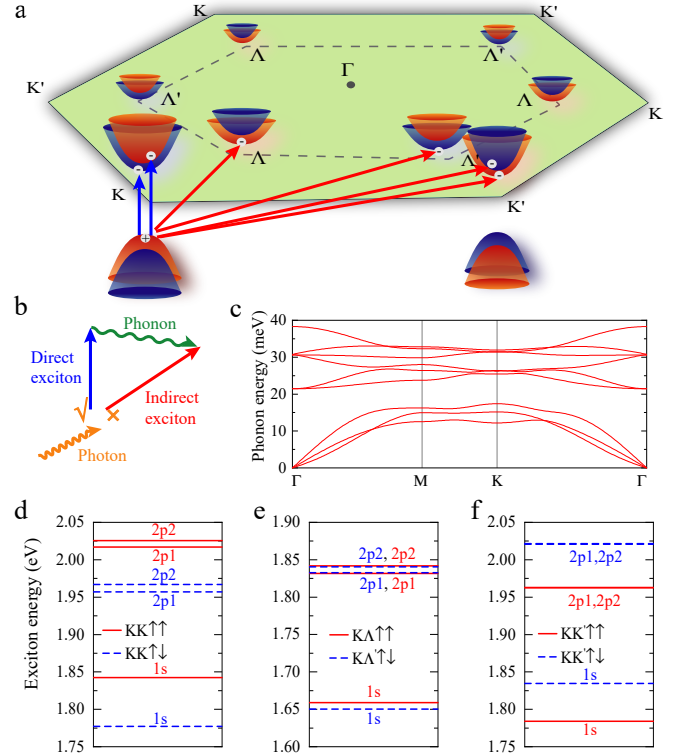 a
K
K'
K'
Λ
Λ'
Γ
Λ'
Λ
K
Λ
Λ'
K
K'
-
-
-
-
-
-
+
b
Phonon
Direct
exciton
Indirect
exciton
√
×
Photon
c
Phonon energy (meV)
40
30
20
10
0
Γ
M
K
Γ
d
Exciton energy (eV)
2.05
2.00
1.95
1.90
1.85
1.80
1.75
2p2
2p1
2p2
2p1
KK↑↑
KK↑↓
1s
1s
e
1.90
1.85
1.80
1.75
1.70
1.65
1.60
2p2, 2p2
2p1, 2p1
KΛ↑↑
KΛ'↑↓
1s
1s
f
2.05
2.00
1.95
1.90
1.85
1.80
1.75
2p1,2p2
2p1,2p2
KK'↑↑
KK'↑↓
1s
1s